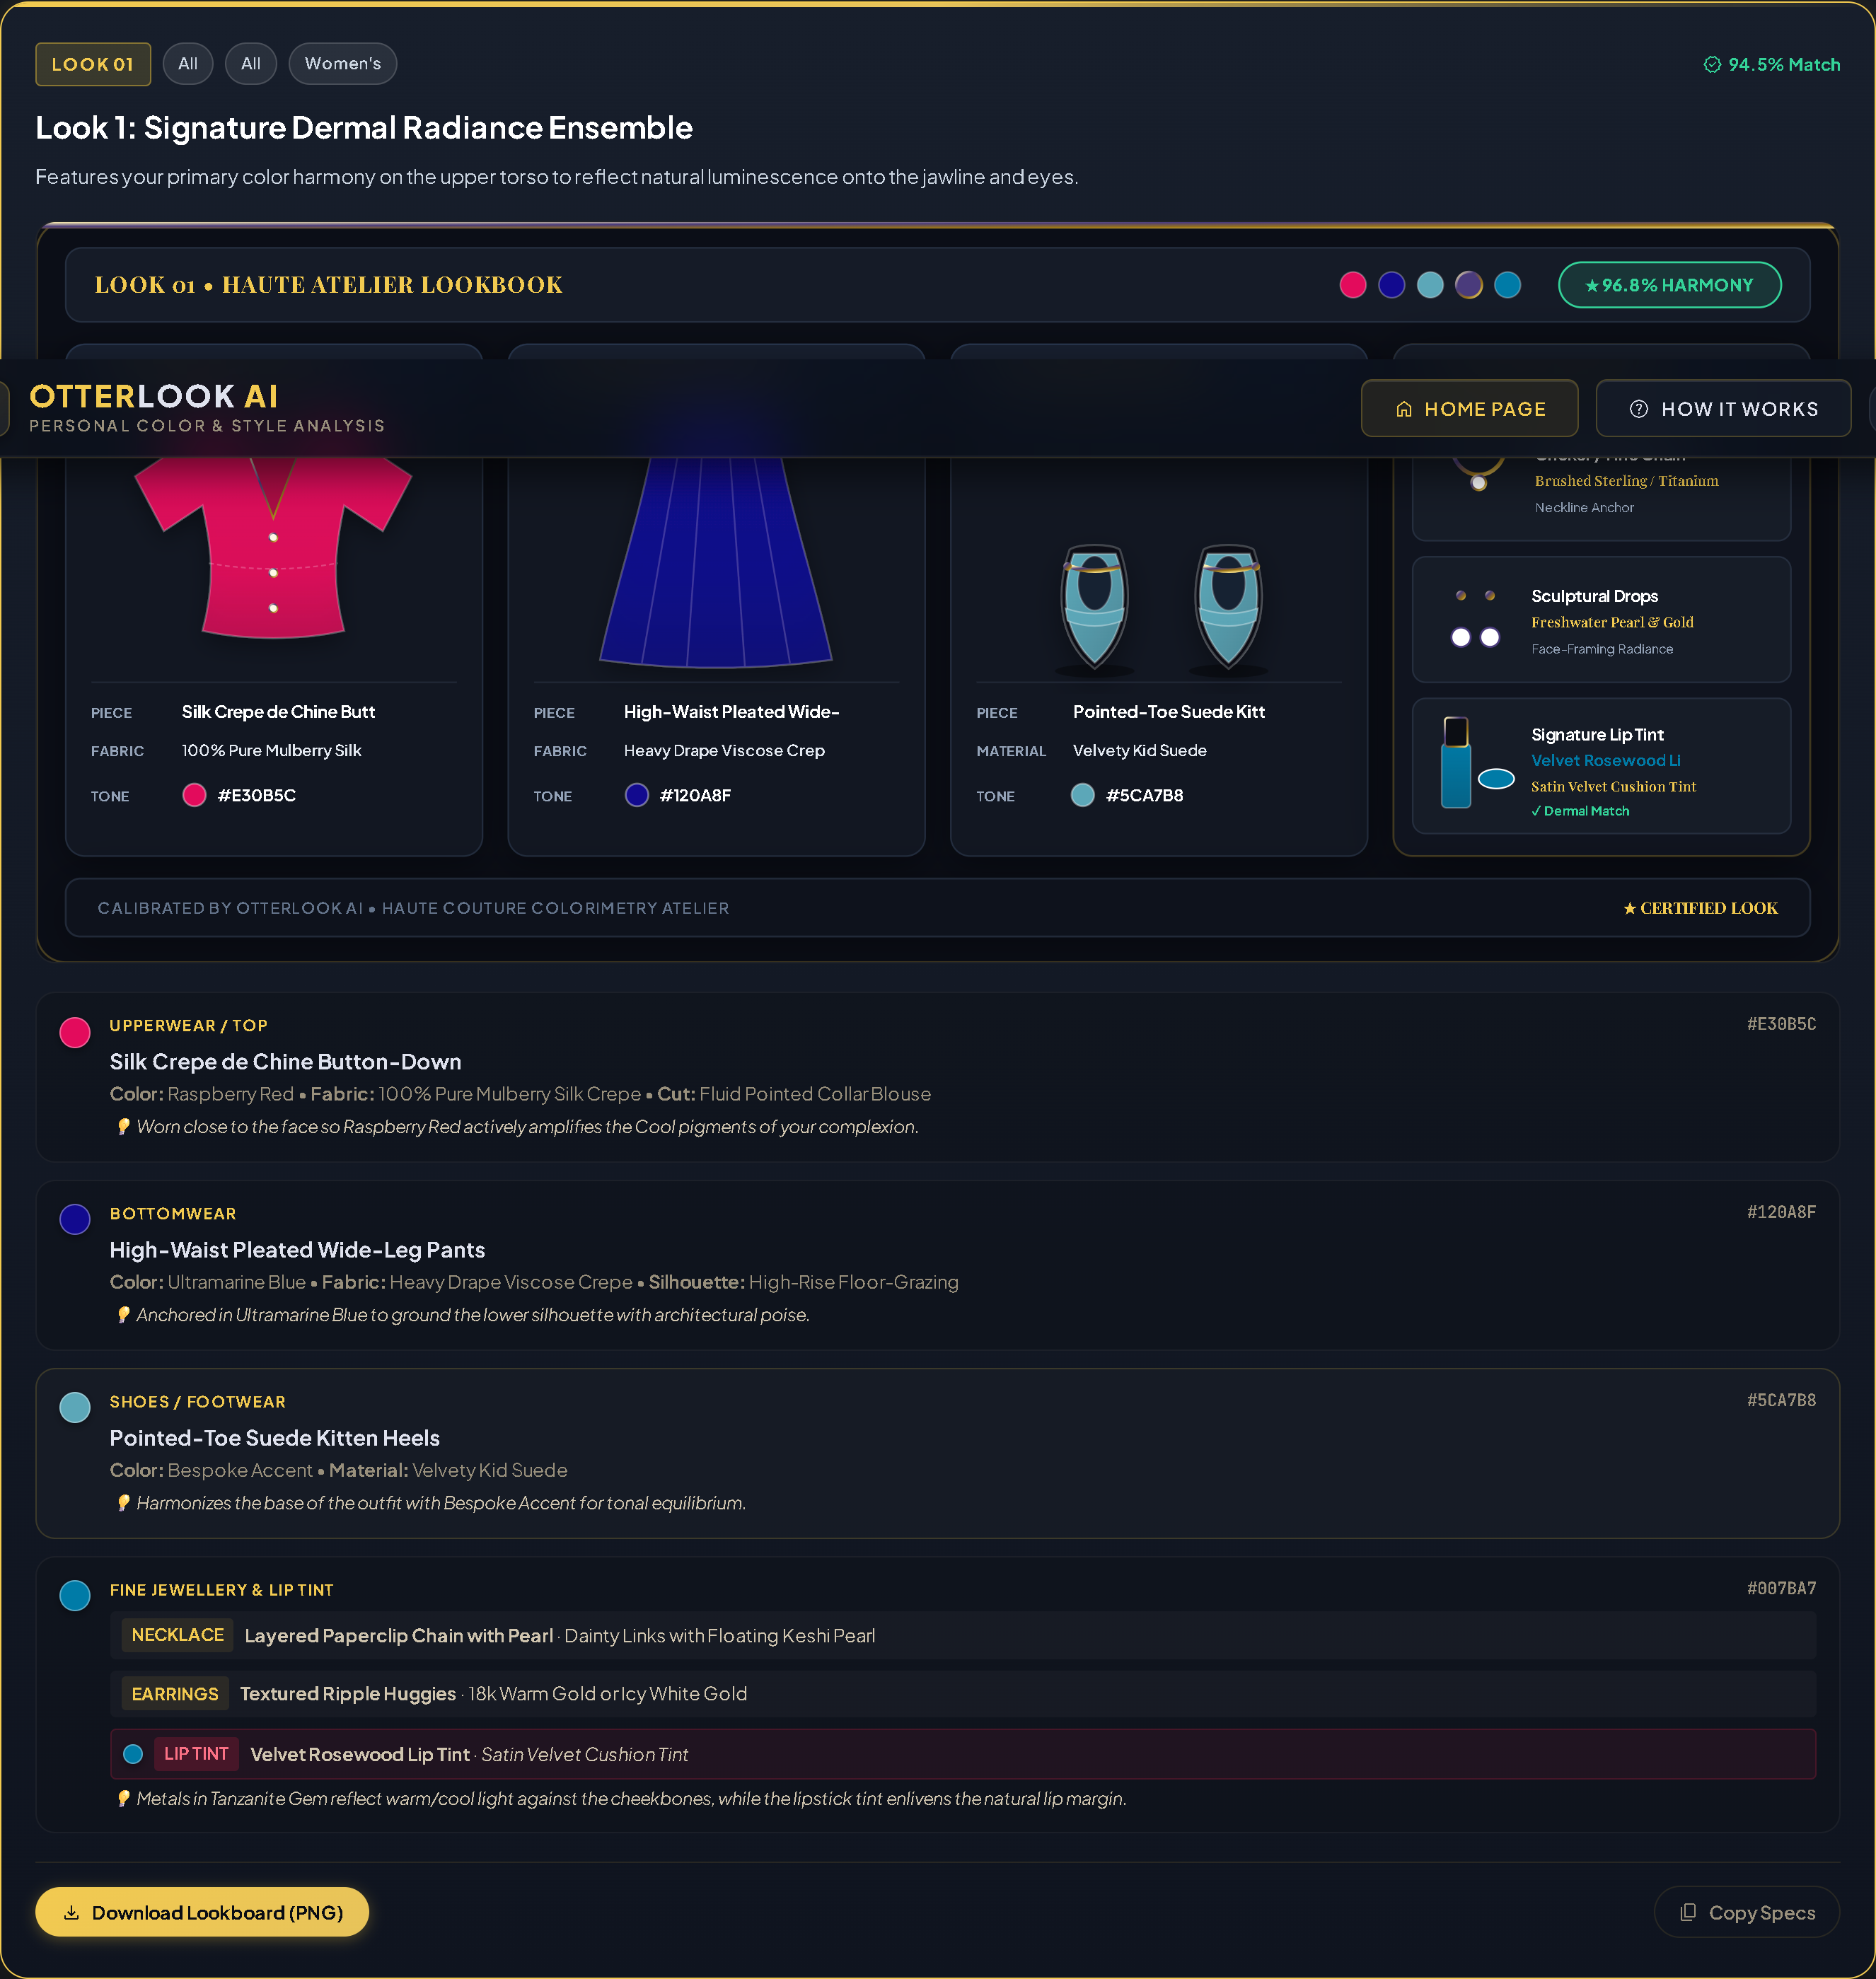 LOOK 01
All
All
Women's
94.5% Match
Look 1: Signature Dermal Radiance Ensemble
Features your primary color harmony on the upper torso to reflect natural luminescence onto the jawline and eyes.
LOOK 01 • HAUTE ATELIER LOOKBOOK
★ 96.8% HARMONY
OTTERLOOK AI
PERSONAL COLOR & STYLE ANALYSIS
HOME PAGE
HOW IT WORKS
Brushed Sterling / Titanium
Neckline Anchor
Sculptural Drops
Freshwater Pearl & Gold
Face-Framing Radiance
Signature Lip Tint
Velvet Rosewood Li
Satin Velvet Cushion Tint
✓ Dermal Match
PIECE Silk Crepe de Chine Butt
FABRIC 100% Pure Mulberry Silk
TONE #E30B5C
PIECE High-Waist Pleated Wide-
FABRIC Heavy Drape Viscose Crep
TONE #120A8F
PIECE Pointed-Toe Suede Kitt
MATERIAL Velvety Kid Suede
TONE #5CA7B8
CALIBRATED BY OTTERLOOK AI • HAUTE COUTURE COLORIMETRY ATELIER
★ CERTIFIED LOOK
UPPERWEAR / TOP
#E30B5C
Silk Crepe de Chine Button-Down
Color: Raspberry Red • Fabric: 100% Pure Mulberry Silk Crepe • Cut: Fluid Pointed Collar Blouse
💡 Worn close to the face so Raspberry Red actively amplifies the Cool pigments of your complexion.
BOTTOMWEAR
#120A8F
High-Waist Pleated Wide-Leg Pants
Color: Ultramarine Blue • Fabric: Heavy Drape Viscose Crepe • Silhouette: High-Rise Floor-Grazing
💡 Anchored in Ultramarine Blue to ground the lower silhouette with architectural poise.
SHOES / FOOTWEAR
#5CA7B8
Pointed-Toe Suede Kitten Heels
Color: Bespoke Accent • Material: Velvety Kid Suede
💡 Harmonizes the base of the outfit with Bespoke Accent for tonal equilibrium.
FINE JEWELLERY & LIP TINT
#007BA7
NECKLACE Layered Paperclip Chain with Pearl · Dainty Links with Floating Keshi Pearl
EARRINGS Textured Ripple Huggies · 18k Warm Gold or Icy White Gold
LIP TINT Velvet Rosewood Lip Tint · Satin Velvet Cushion Tint
💡 Metals in Tanzanite Gem reflect warm/cool light against the cheekbones, while the lipstick tint enlivens the natural lip margin.
Download Lookboard (PNG)
Copy Specs